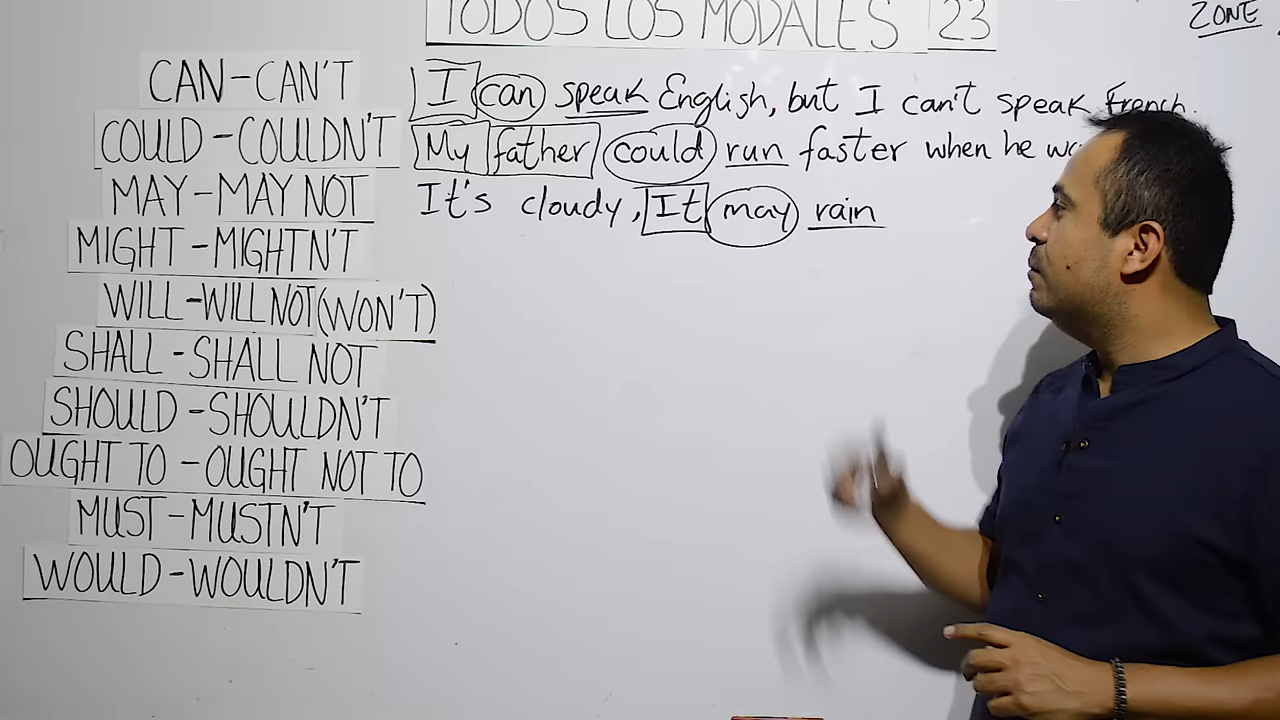 TODOS LOS MODALES 23
ZONE
CAN-CAN'T
COULD-COULDN'T
MAY-MAY NOT
MIGHT-MIGHTN'T
WILL-WILL NOT(WON'T)
SHALL-SHALL NOT
SHOULD-SHOULDN'T
OUGHT TO-OUGHT NOT TO
MUST-MUSTN'T
WOULD-WOULDN'T
I can speak English, but I can't speak French.
My father could run faster when he
It's cloudy, It may rain